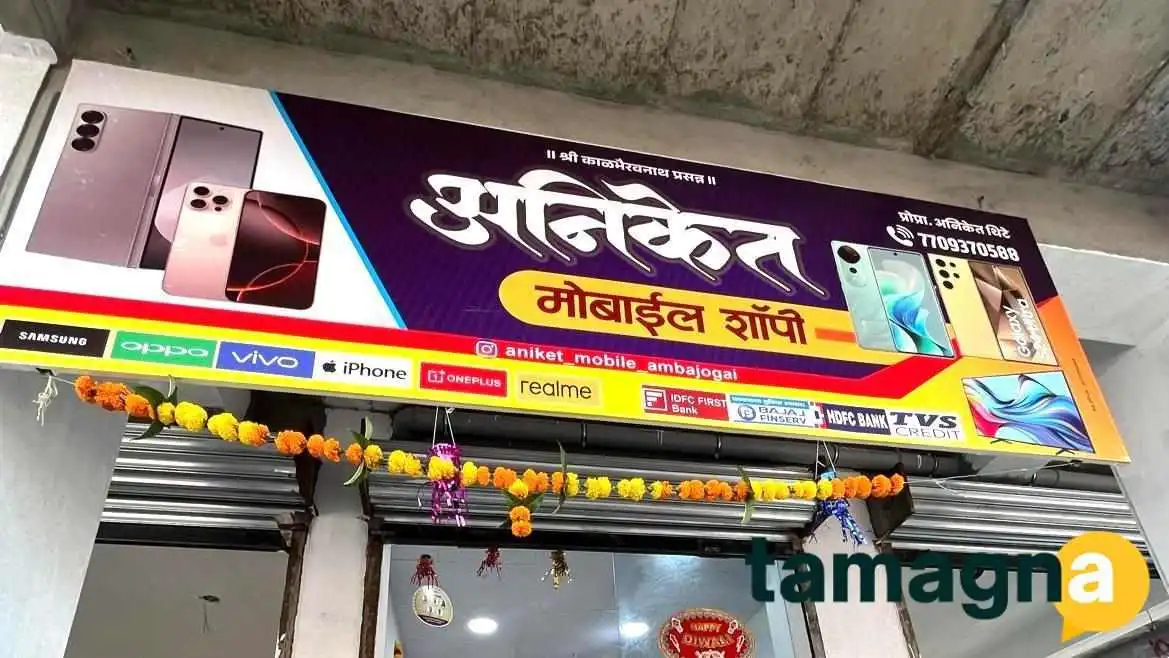 ॥ श्री काळभैरवनाथ प्रसन्न ॥
अनिकेत
मोबाईल शॉपी
प्रोप्रा. अनिकेत थिटे
7709370588
aniket_mobile_ambajogai
SAMSUNG
oppo
vivo
iPhone
ONEPLUS
realme
IDFC FIRST
Bank
BAJAJ
FINSERV
HDFC BANK
TVS
CREDIT
Galaxy
HAPPY
DIWALI
tamagna